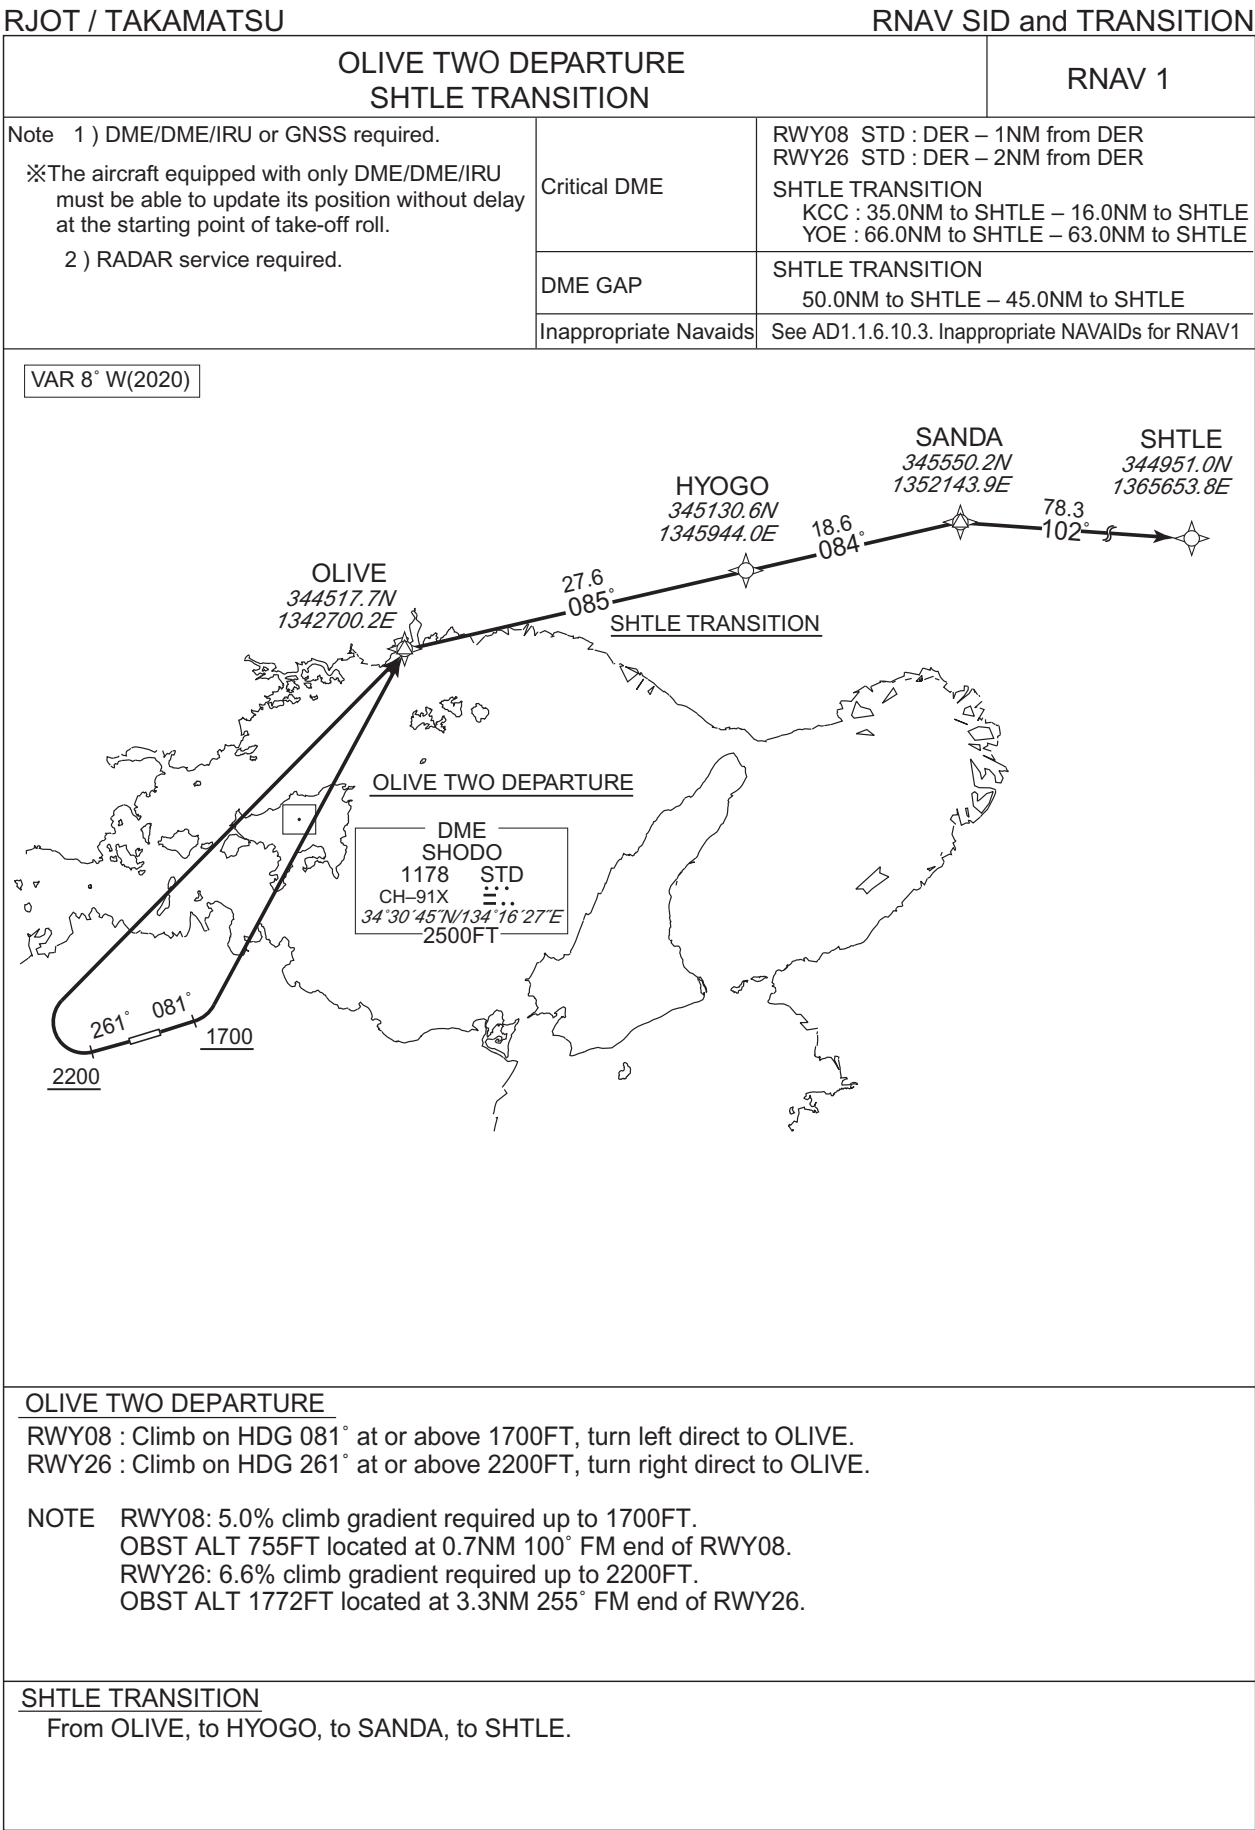 RJOT / TAKAMATSU
RNAV SID and TRANSITION
OLIVE TWO DEPARTURE
SHTLE TRANSITION
RNAV 1
Note 1 ) DME/DME/IRU or GNSS required.
※The aircraft equipped with only DME/DME/IRU
must be able to update its position without delay
at the starting point of take-off roll.
2 ) RADAR service required.
Critical DME
RWY08 STD : DER – 1NM from DER
RWY26 STD : DER – 2NM from DER
SHTLE TRANSITION
KCC : 35.0NM to SHTLE – 16.0NM to SHTLE
YOE : 66.0NM to SHTLE – 63.0NM to SHTLE
DME GAP
SHTLE TRANSITION
50.0NM to SHTLE – 45.0NM to SHTLE
Inappropriate Navaids
See AD1.1.6.10.3. Inappropriate NAVAIDs for RNAV1
VAR 8˚ W(2020)
SANDA
345550.2N
1352143.9E
SHTLE
344951.0N
1365653.8E
HYOGO
345130.6N
1345944.0E
78.3
102˚
18.6
084˚
OLIVE
344517.7N
1342700.2E
27.6
085˚
SHTLE TRANSITION
OLIVE TWO DEPARTURE
DME
SHODO
1178 STD
CH–91X
34˚30´45˝N/134˚16´27˝E
2500FT
261˚ 081˚
1700
2200
OLIVE TWO DEPARTURE
RWY08 : Climb on HDG 081˚ at or above 1700FT, turn left direct to OLIVE.
RWY26 : Climb on HDG 261˚ at or above 2200FT, turn right direct to OLIVE.
NOTE RWY08: 5.0% climb gradient required up to 1700FT.
OBST ALT 755FT located at 0.7NM 100˚ FM end of RWY08.
RWY26: 6.6% climb gradient required up to 2200FT.
OBST ALT 1772FT located at 3.3NM 255˚ FM end of RWY26.
SHTLE TRANSITION
From OLIVE, to HYOGO, to SANDA, to SHTLE.